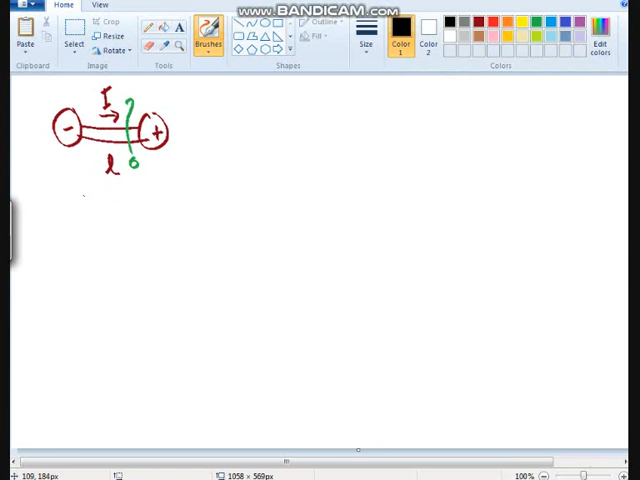 www.BANDICAM.com
Home View
Paste
Select
Crop
Resize
Rotate
Brushes
A
Outline
Fill
Size
Color 1
Color 2
Edit colors
Clipboard Image Tools Shapes Colors
I
- +
l
109, 184px 1058 × 569px 100%